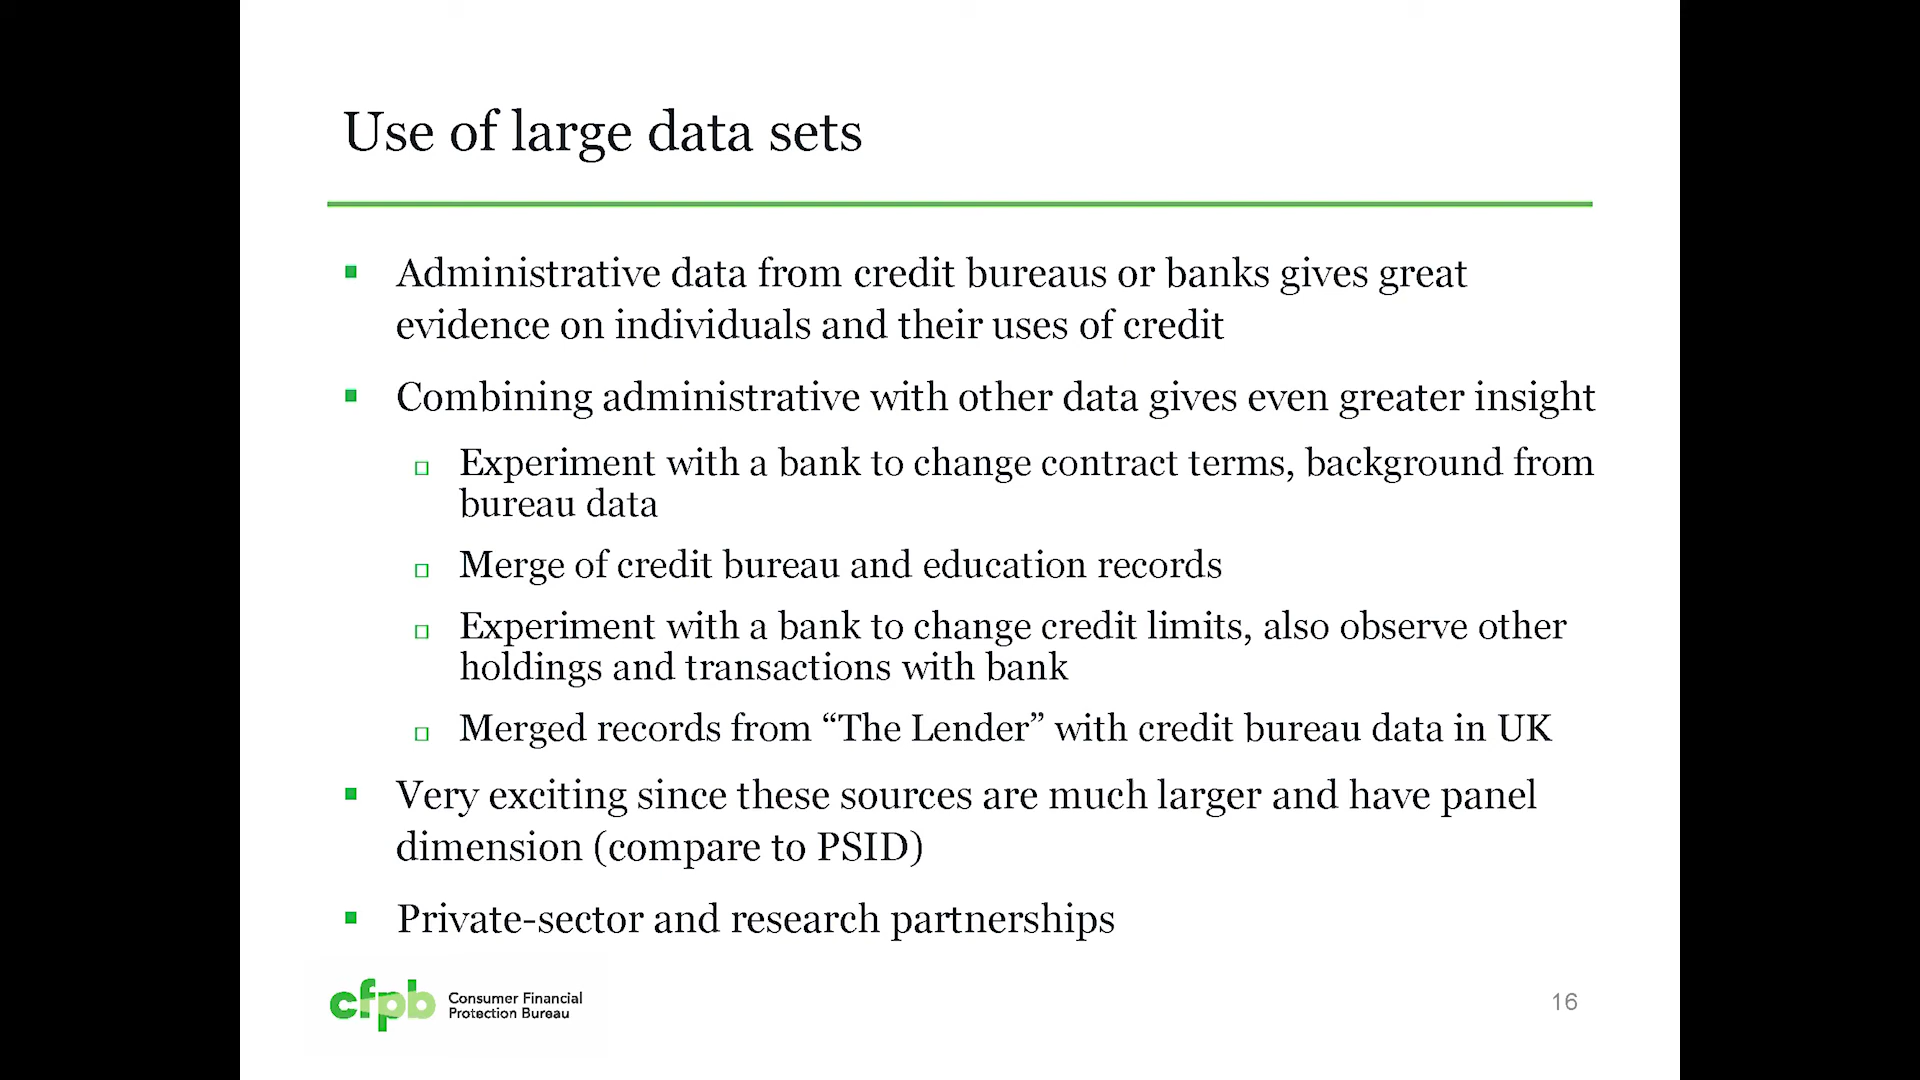 Use of large data sets
Administrative data from credit bureaus or banks gives great
evidence on individuals and their uses of credit
Combining administrative with other data gives even greater insight
Experiment with a bank to change contract terms, background from
bureau data
Merge of credit bureau and education records
Experiment with a bank to change credit limits, also observe other
holdings and transactions with bank
Merged records from “The Lender” with credit bureau data in UK
Very exciting since these sources are much larger and have panel
dimension (compare to PSID)
Private-sector and research partnerships
cfpb
Consumer Financial
Protection Bureau
16